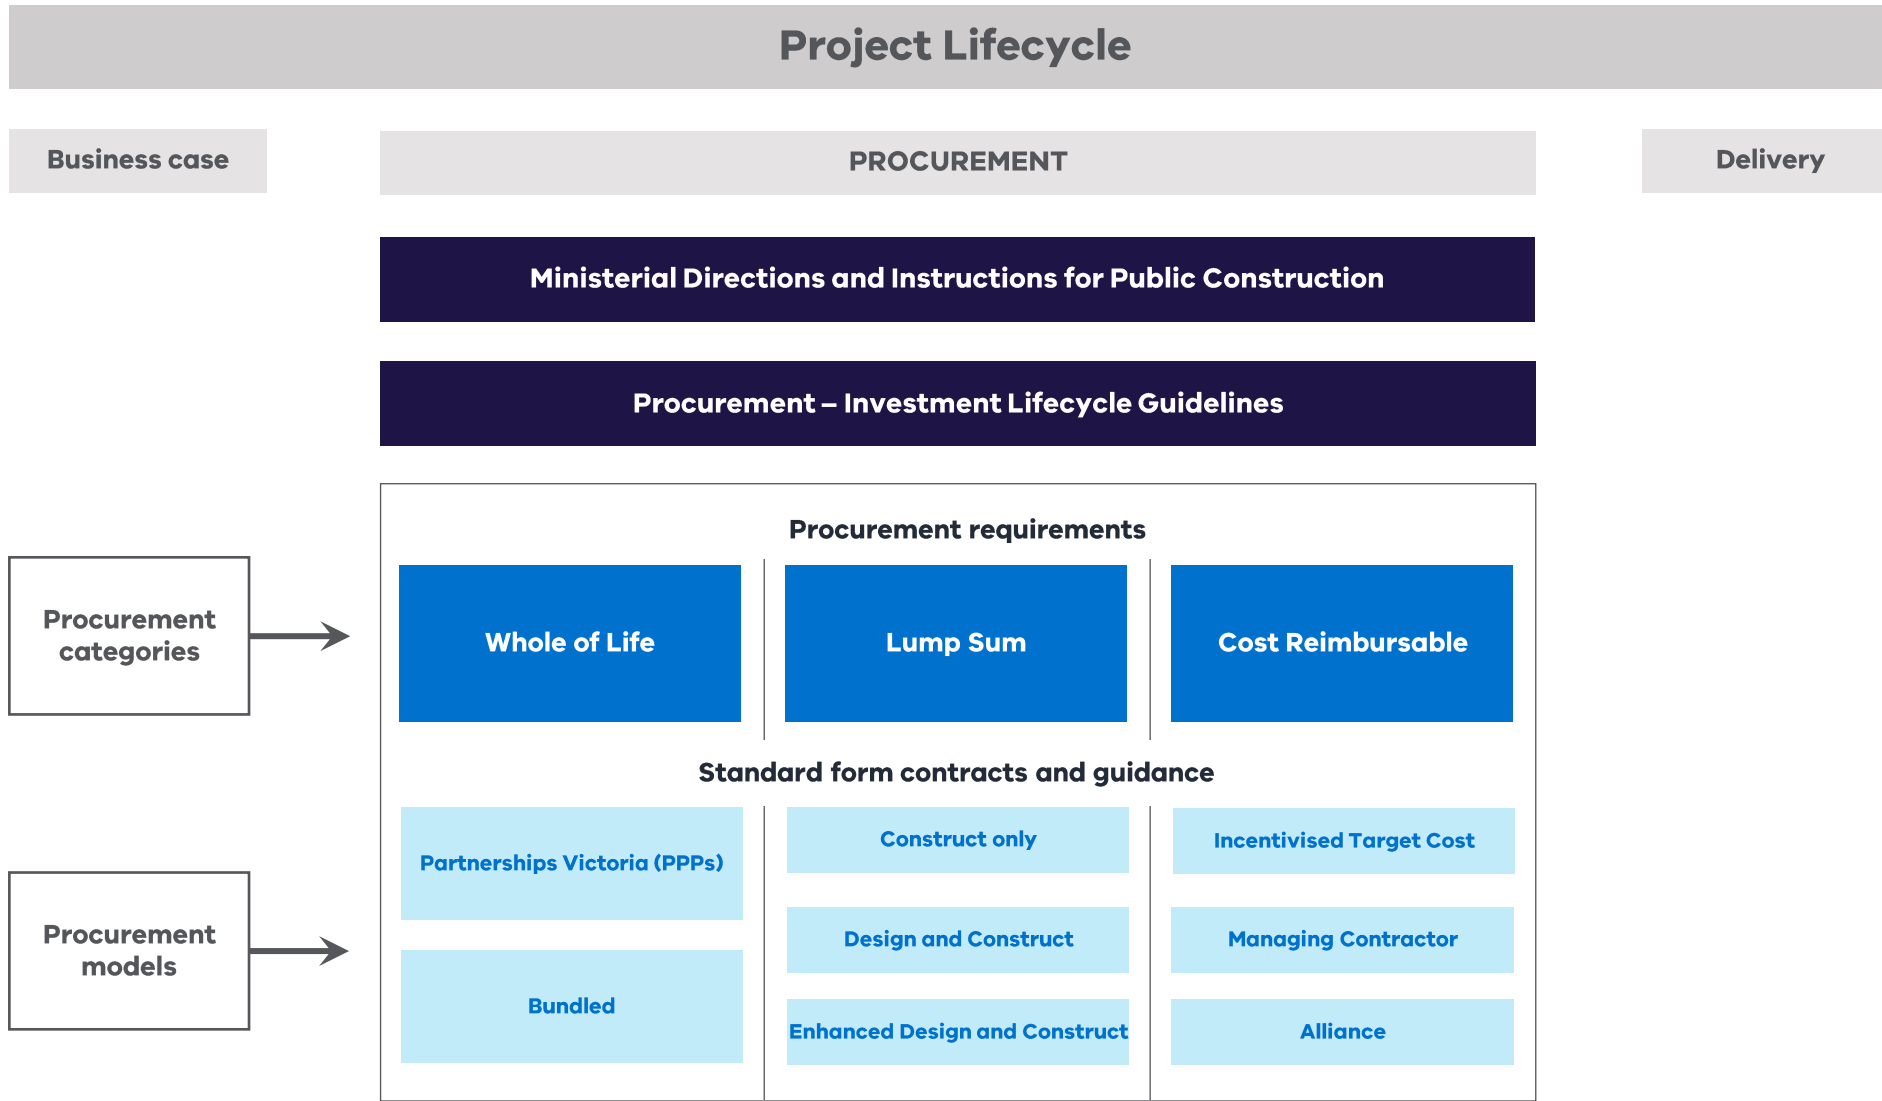 Project Lifecycle
Business case
PROCUREMENT
Delivery
Ministerial Directions and Instructions for Public Construction
Procurement – Investment Lifecycle Guidelines
Procurement requirements
Procurement
categories
Whole of Life
Lump Sum
Cost Reimbursable
Standard form contracts and guidance
Procurement
models
Partnerships Victoria (PPPs)
Bundled
Construct only
Design and Construct
Enhanced Design and Construct
Incentivised Target Cost
Managing Contractor
Alliance